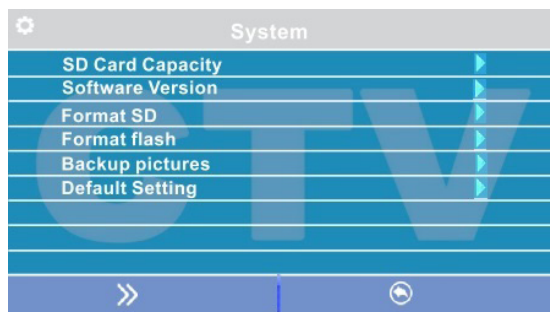 System
SD Card Capacity
Software Version
Format SD
Format flash
Backup pictures
Default Setting
CTV